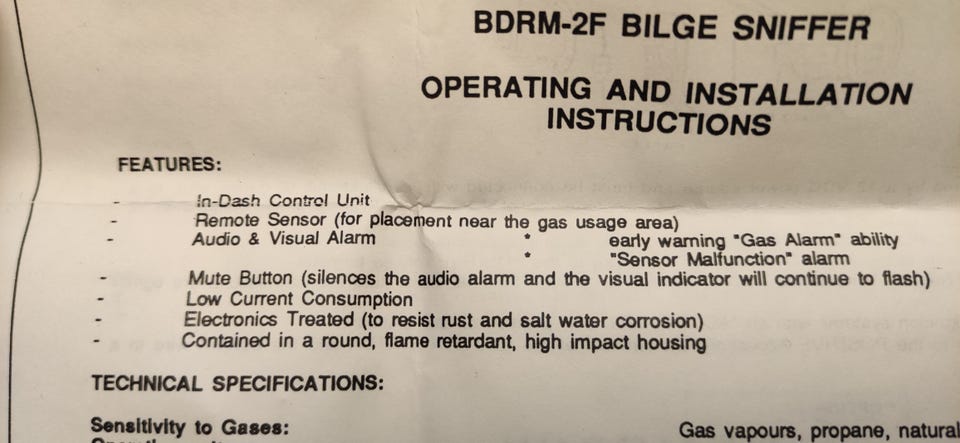 BDRM-2F BILGE SNIFFER
OPERATING AND INSTALLATION
INSTRUCTIONS
FEATURES:
- In-Dash Control Unit
- Remote Sensor (for placement near the gas usage area)
- Audio & Visual Alarm * early warning "Gas Alarm" ability
* "Sensor Malfunction" alarm
- Mute Button (silences the audio alarm and the visual indicator will continue to flash)
- Low Current Consumption
- Electronics Treated (to resist rust and salt water corrosion)
- Contained in a round, flame retardant, high impact housing
TECHNICAL SPECIFICATIONS:
Sensitivity to Gases: Gas vapours, propane, natural